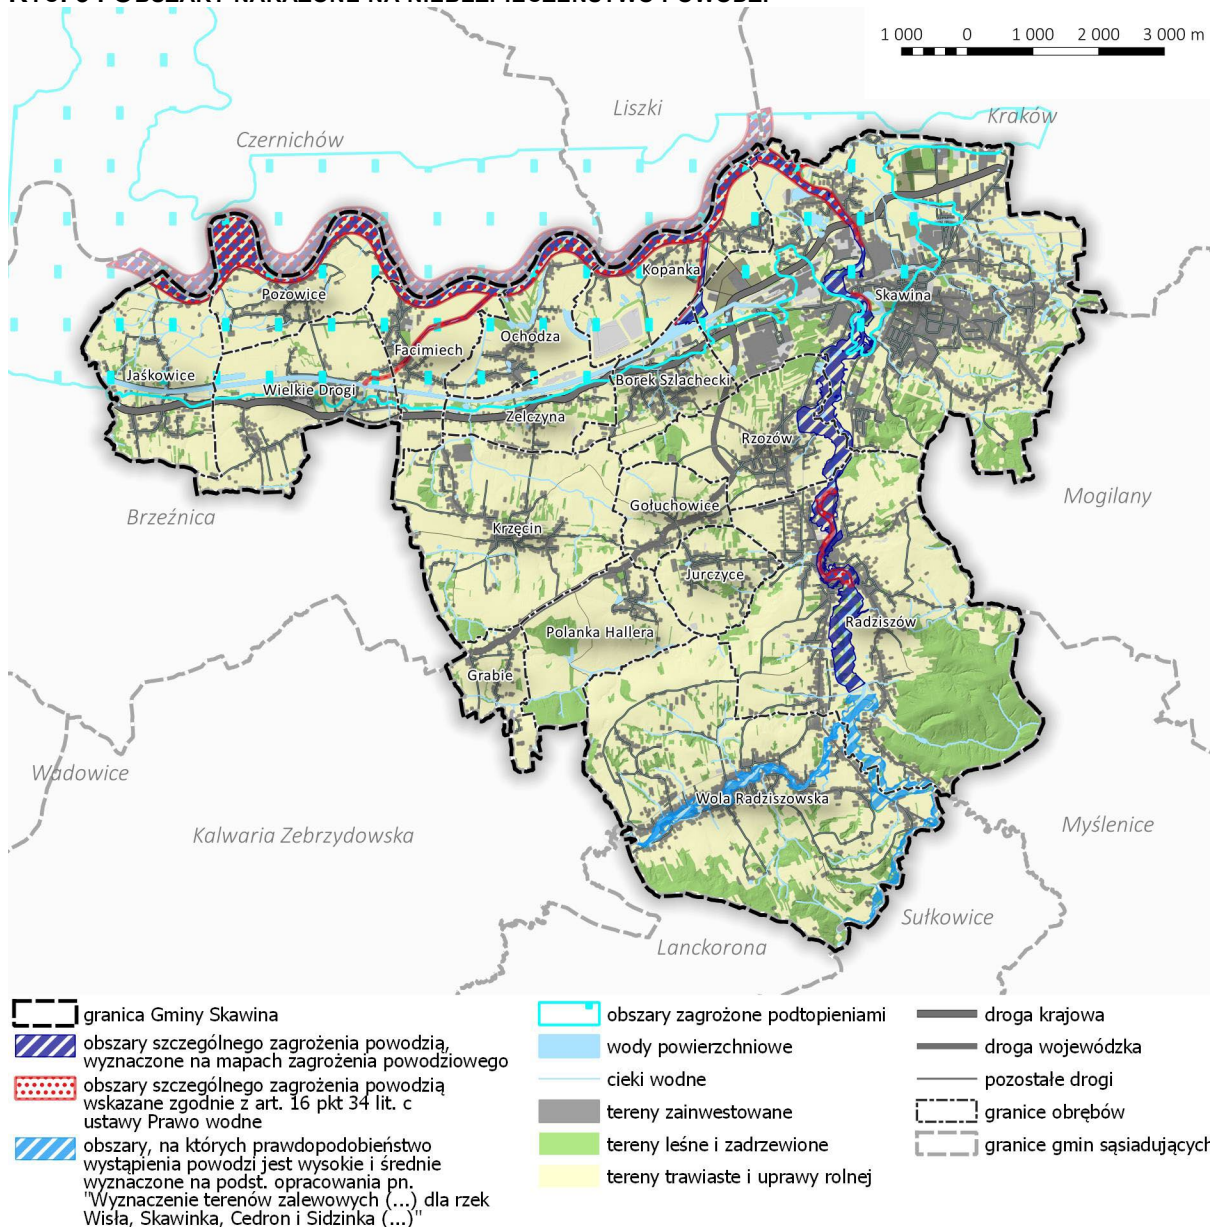 1 000 0 1 000 2 000 3 000 m
Liszki
Kraków
Czernichów
Kopanka
Pozowice
Skawina
Ochodza
Facimiech
Jaśkowice
Wielkie Drogi
Borek Szlachecki
Zelczyna
Rzozów
Mogilany
Brzeźnica
Gołuchowice
Krzęcin
Jurczyce
Polanka Hallera
Radziszów
Grabie
Wadowice
Wola Radziszowska
Kalwaria Zebrzydowska
Myślenice
Sułkowice
Lanckorona
granica Gminy Skawina
obszary szczególnego zagrożenia powodzią,
wyznaczone na mapach zagrożenia powodziowego
obszary szczególnego zagrożenia powodzią
wskazane zgodnie z art. 16 pkt 34 lit. c
ustawy Prawo wodne
obszary, na których prawdopodobieństwo
wystąpienia powodzi jest wysokie i średnie
wyznaczone na podst. opracowania pn.
"Wyznaczenie terenów zalewowych (...) dla rzek
Wisła, Skawinka, Cedron i Sidzinka (...)"
obszary zagrożone podtopieniami
wody powierzchniowe
cieki wodne
tereny zainwestowane
tereny leśne i zadrzewione
tereny trawiaste i uprawy rolnej
droga krajowa
droga wojewódzka
pozostałe drogi
granice obrębów
granice gmin sąsiadujących